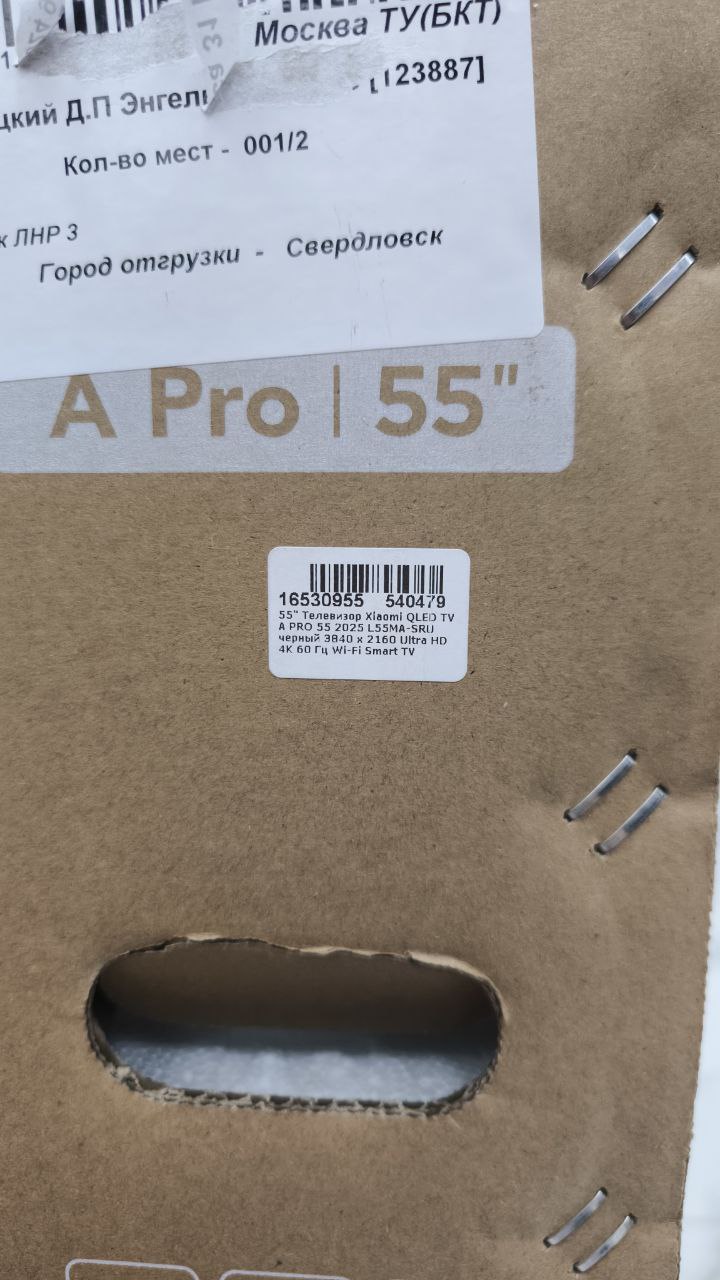 Москва ТУ(БКТ)
[123887]
цкий Д.П Энгель
Кол-во мест - 001/2
к ЛНР 3
Город отгрузки - Свердловск
A Pro | 55"
16530955 540479
55" Телевизор Xiaomi QLED TV
A PRO 55 2025 L55MA-SRU
черный 3840 x 2160 Ultra HD
4K 60 Гц Wi-Fi Smart TV